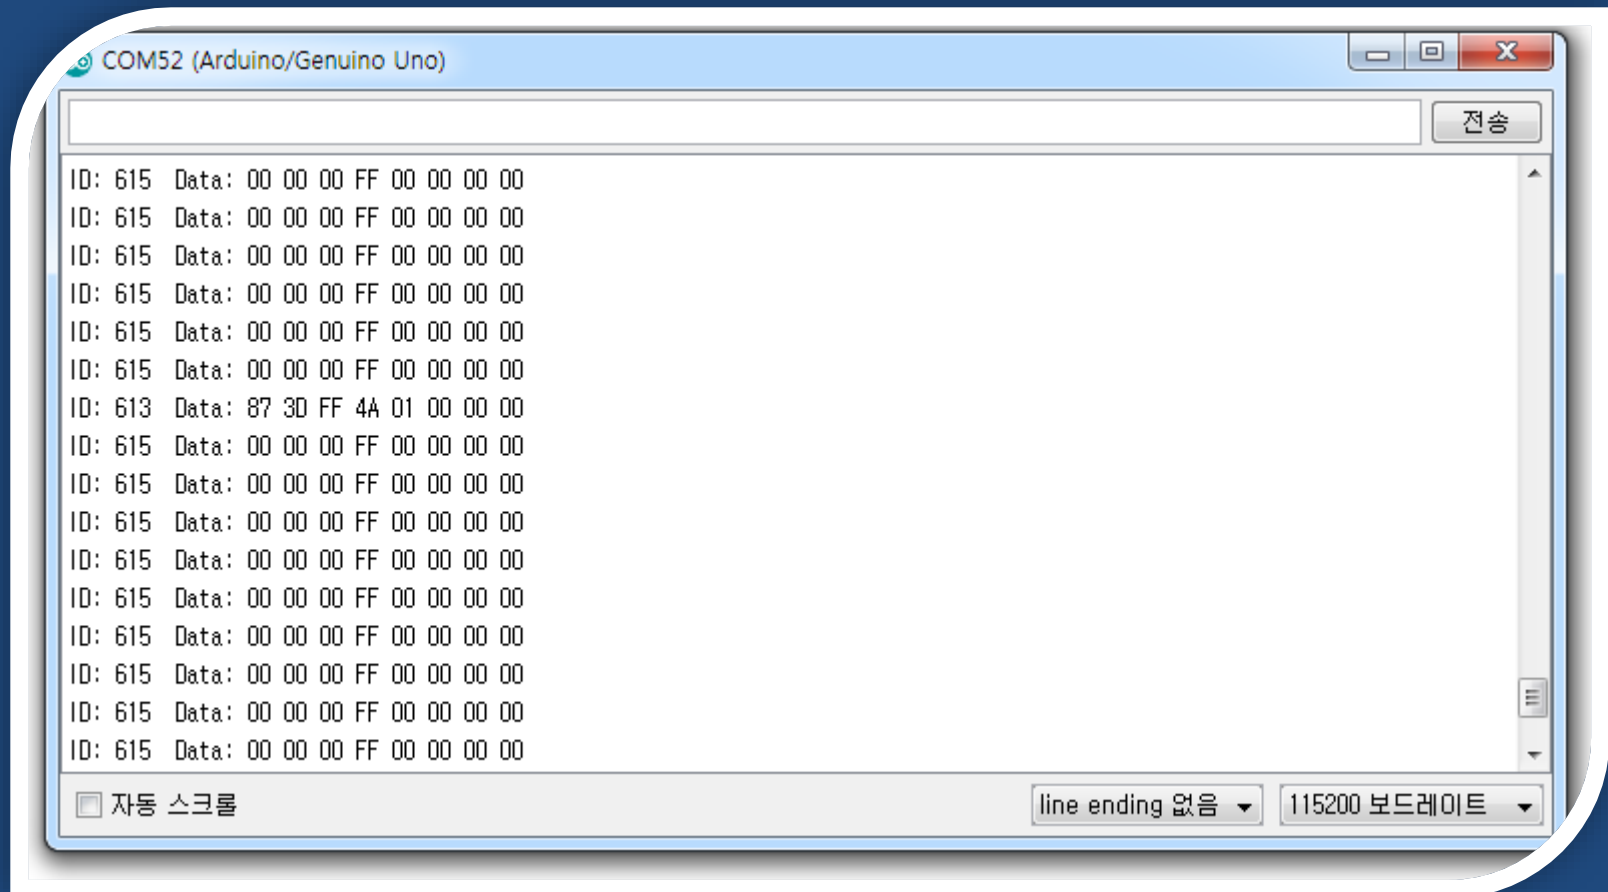 COM52 (Arduino/Genuino Uno)
전송
ID: 615 Data: 00 00 00 FF 00 00 00 00
ID: 615 Data: 00 00 00 FF 00 00 00 00
ID: 615 Data: 00 00 00 FF 00 00 00 00
ID: 615 Data: 00 00 00 FF 00 00 00 00
ID: 615 Data: 00 00 00 FF 00 00 00 00
ID: 615 Data: 00 00 00 FF 00 00 00 00
ID: 613 Data: 87 3D FF 4A 01 00 00 00
ID: 615 Data: 00 00 00 FF 00 00 00 00
ID: 615 Data: 00 00 00 FF 00 00 00 00
ID: 615 Data: 00 00 00 FF 00 00 00 00
ID: 615 Data: 00 00 00 FF 00 00 00 00
ID: 615 Data: 00 00 00 FF 00 00 00 00
ID: 615 Data: 00 00 00 FF 00 00 00 00
ID: 615 Data: 00 00 00 FF 00 00 00 00
ID: 615 Data: 00 00 00 FF 00 00 00 00
ID: 615 Data: 00 00 00 FF 00 00 00 00
자동 스크롤
line ending 없음
115200 보드레이트